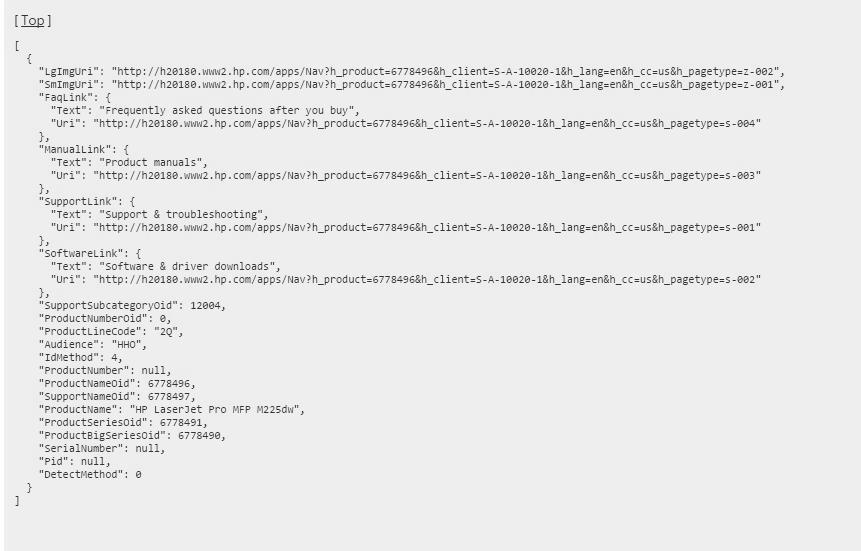 [Top]
[
{
"LgImgUri": "http://h20180.www2.hp.com/apps/Nav?h_product=6778496&h_client=S-A-10020-1&h_lang=en&h_cc=us&h_pagetype=z-002",
"SmImgUri": "http://h20180.www2.hp.com/apps/Nav?h_product=6778496&h_client=S-A-10020-1&h_lang=en&h_cc=us&h_pagetype=z-001",
"FaqLink": {
"Text": "Frequently asked questions after you buy",
"Uri": "http://h20180.www2.hp.com/apps/Nav?h_product=6778496&h_client=S-A-10020-1&h_lang=en&h_cc=us&h_pagetype=s-004"
},
"ManualLink": {
"Text": "Product manuals",
"Uri": "http://h20180.www2.hp.com/apps/Nav?h_product=6778496&h_client=S-A-10020-1&h_lang=en&h_cc=us&h_pagetype=s-003"
},
"SupportLink": {
"Text": "Support & troubleshooting",
"Uri": "http://h20180.www2.hp.com/apps/Nav?h_product=6778496&h_client=S-A-10020-1&h_lang=en&h_cc=us&h_pagetype=s-001"
},
"SoftwareLink": {
"Text": "Software & driver downloads",
"Uri": "http://h20180.www2.hp.com/apps/Nav?h_product=6778496&h_client=S-A-10020-1&h_lang=en&h_cc=us&h_pagetype=s-002"
},
"SupportSubcategoryOid": 12004,
"ProductNumberOid": 0,
"ProductLineCode": "2Q",
"Audience": "HHO",
"IdMethod": 4,
"ProductNumber": null,
"ProductNameOid": 6778496,
"SupportNameOid": 6778497,
"ProductName": "HP LaserJet Pro MFP M225dw",
"ProductSeriesOid": 6778491,
"ProductBigSeriesOid": 6778490,
"SerialNumber": null,
"Pid": null,
"DetectMethod": 0
}
]